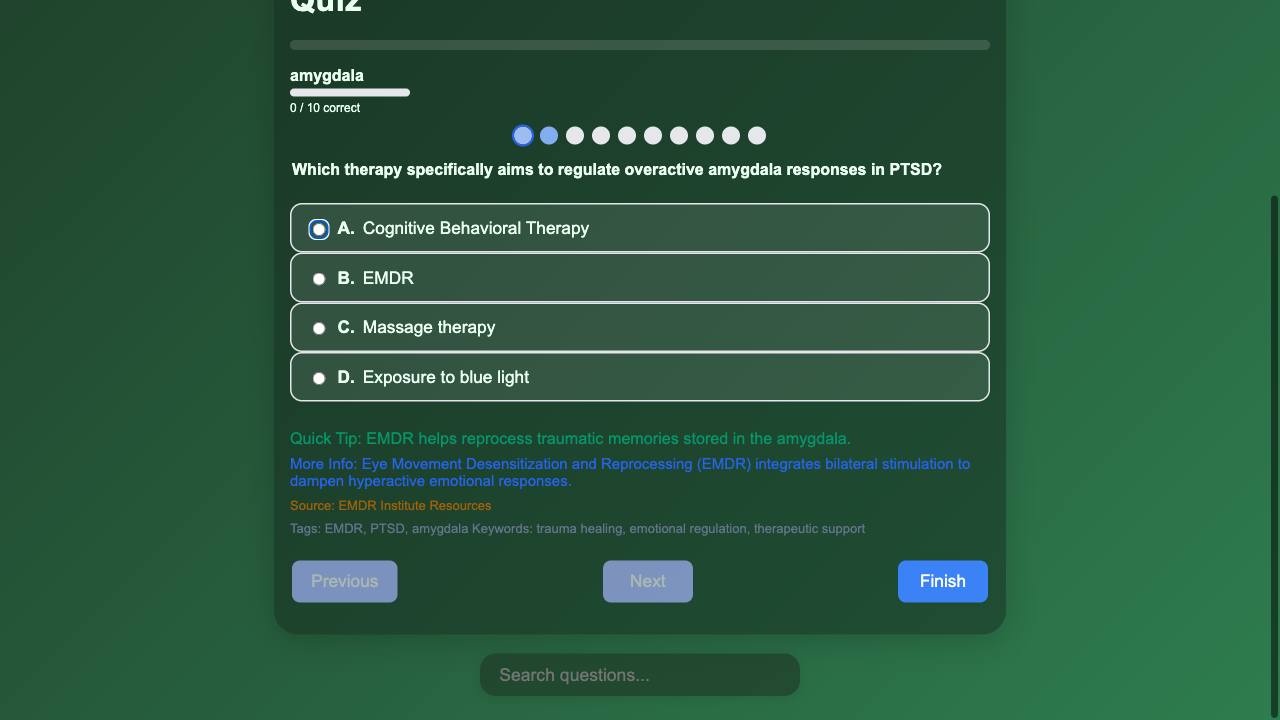 Quiz
amygdala
0 / 10 correct
Which therapy specifically aims to regulate overactive amygdala responses in PTSD?
A. Cognitive Behavioral Therapy
B. EMDR
C. Massage therapy
D. Exposure to blue light
Quick Tip: EMDR helps reprocess traumatic memories stored in the amygdala.
More Info: Eye Movement Desensitization and Reprocessing (EMDR) integrates bilateral stimulation to
dampen hyperactive emotional responses.
Source: EMDR Institute Resources
Tags: EMDR, PTSD, amygdala Keywords: trauma healing, emotional regulation, therapeutic support
Previous
Next
Finish
Search questions...